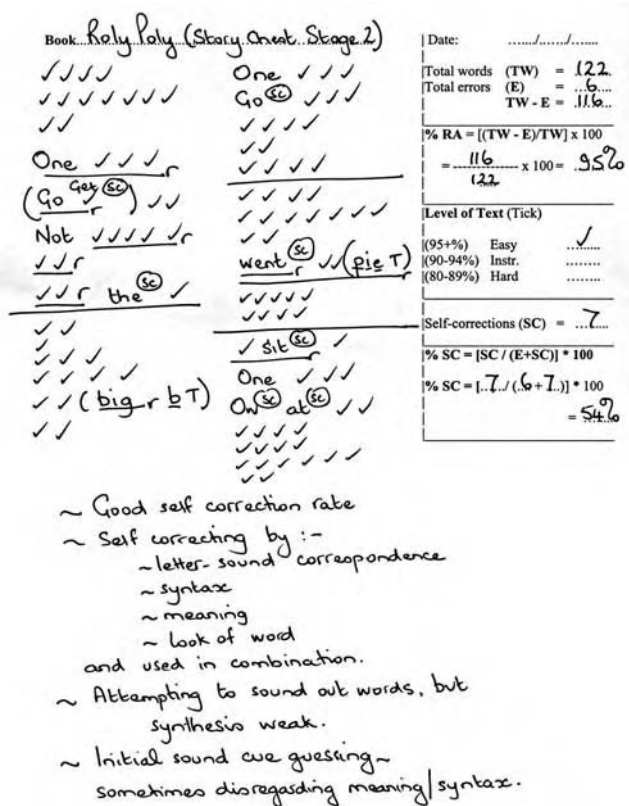 Book Roly Poly (Story Chest Stage 2)
✓ ✓ ✓ ✓
✓ ✓ ✓ ✓ ✓ ✓
✓ ✓
One ✓ ✓ ✓ r
(Go Get SC r) ✓ ✓
Not ✓ ✓ ✓ ✓ ✓ r
✓ ✓ r
✓ ✓ r the SC ✓
✓ ✓
✓ ✓
✓ ✓ ✓ ✓
✓ ✓ ✓ ✓ ✓
✓ ✓ (big r b T)
✓ ✓
One ✓ ✓ ✓
Go SC ✓ ✓ ✓
✓ ✓ ✓ ✓
✓ ✓
✓ ✓ ✓ ✓
✓ ✓ ✓ ✓
✓ ✓ ✓ ✓ ✓ ✓
✓ ✓
went SC r ✓ ✓ (pie T)
✓ ✓ ✓ ✓ ✓
✓ ✓ ✓ ✓
✓ sit SC r ✓
One ✓ ✓ ✓
On SC at SC ✓ ✓
✓ ✓ ✓ ✓
✓ ✓ ✓ ✓
✓ ✓ ✓ ✓ ✓ ✓
✓ ✓ ✓ ✓
Date: ....../....../......
Total words (TW) = 122
Total errors (E) = 6
TW - E = 116
% RA = [(TW - E)/TW] x 100
= 116 / 122 x 100 = 95%
Level of Text (Tick)
(95+%) Easy ✓
(90-94%) Instr. ........
(80-89%) Hard ........
Self-corrections (SC) = 7
% SC = [SC / (E+SC)] * 100
% SC = [7 / (6 + 7)] * 100
= 54%
~ Good self correction rate
~ Self correcting by :-
~ letter-sound correspondence
~ syntax
~ meaning
~ look of word
and used in combination.
~ Attempting to sound out words, but
synthesis weak.
~ Initial sound cue guessing ~
sometimes disregarding meaning/syntax.